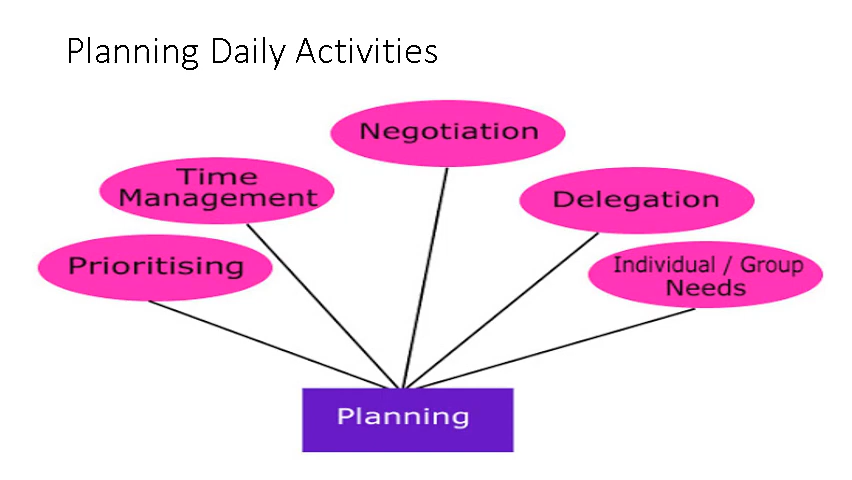 Planning Daily Activities
Negotiation
Time
Management
Delegation
Prioritising
Individual / Group
Needs
Planning